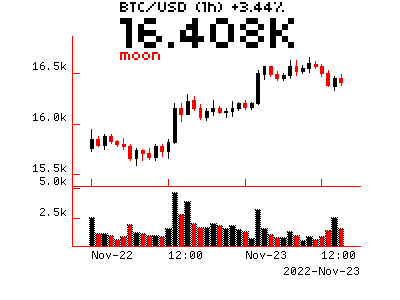 BTC/USD (1h) +3.44%
16.408K
moon
16.5k
16.0k
15.5k
5.0k
2.5k
Nov-22 12:00 Nov-23 12:00
2022-Nov-23